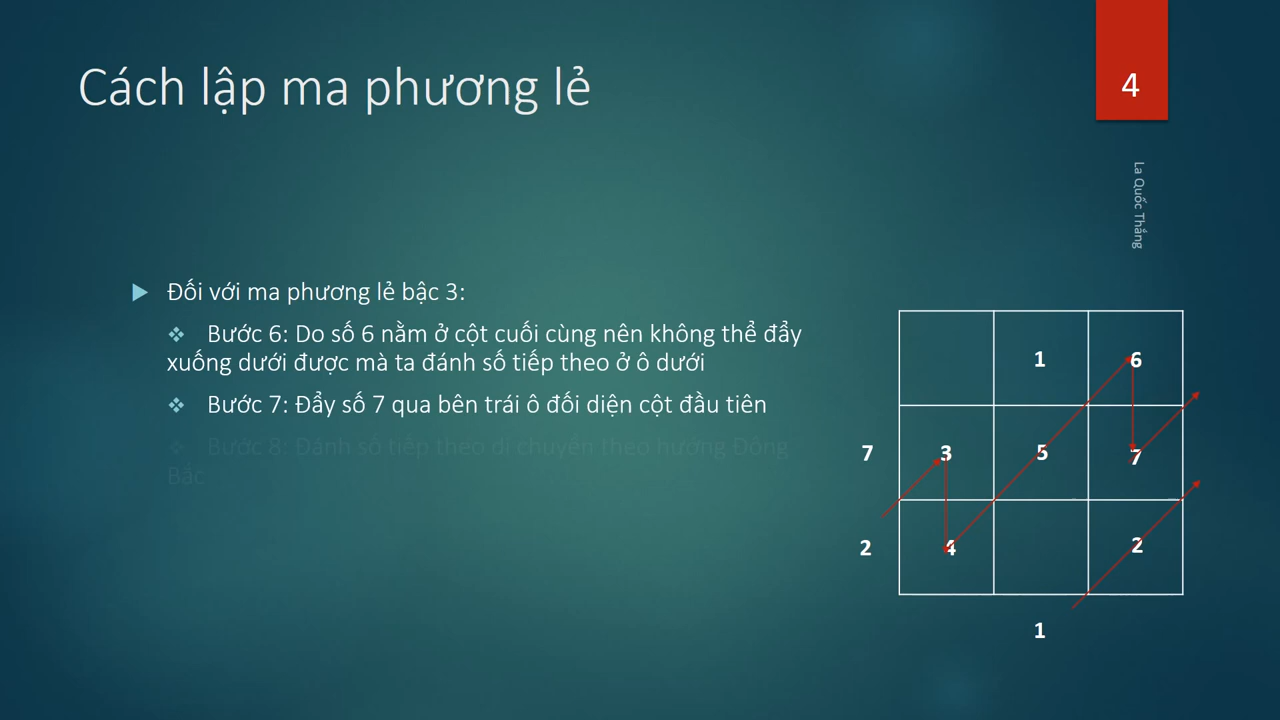 Cách lập ma phương lẻ
4
La Quốc Thắng
Đối với ma phương lẻ bậc 3:
Bước 6: Do số 6 nằm ở cột cuối cùng nên không thể đẩy
xuống dưới được mà ta đánh số tiếp theo ở ô dưới
Bước 7: Đẩy số 7 qua bên trái ô đối diện cột đầu tiên
Bước 8: Đánh số tiếp theo di chuyển theo hướng Đông
Bắc
1 6
7 3 5 7
2 4 2
1